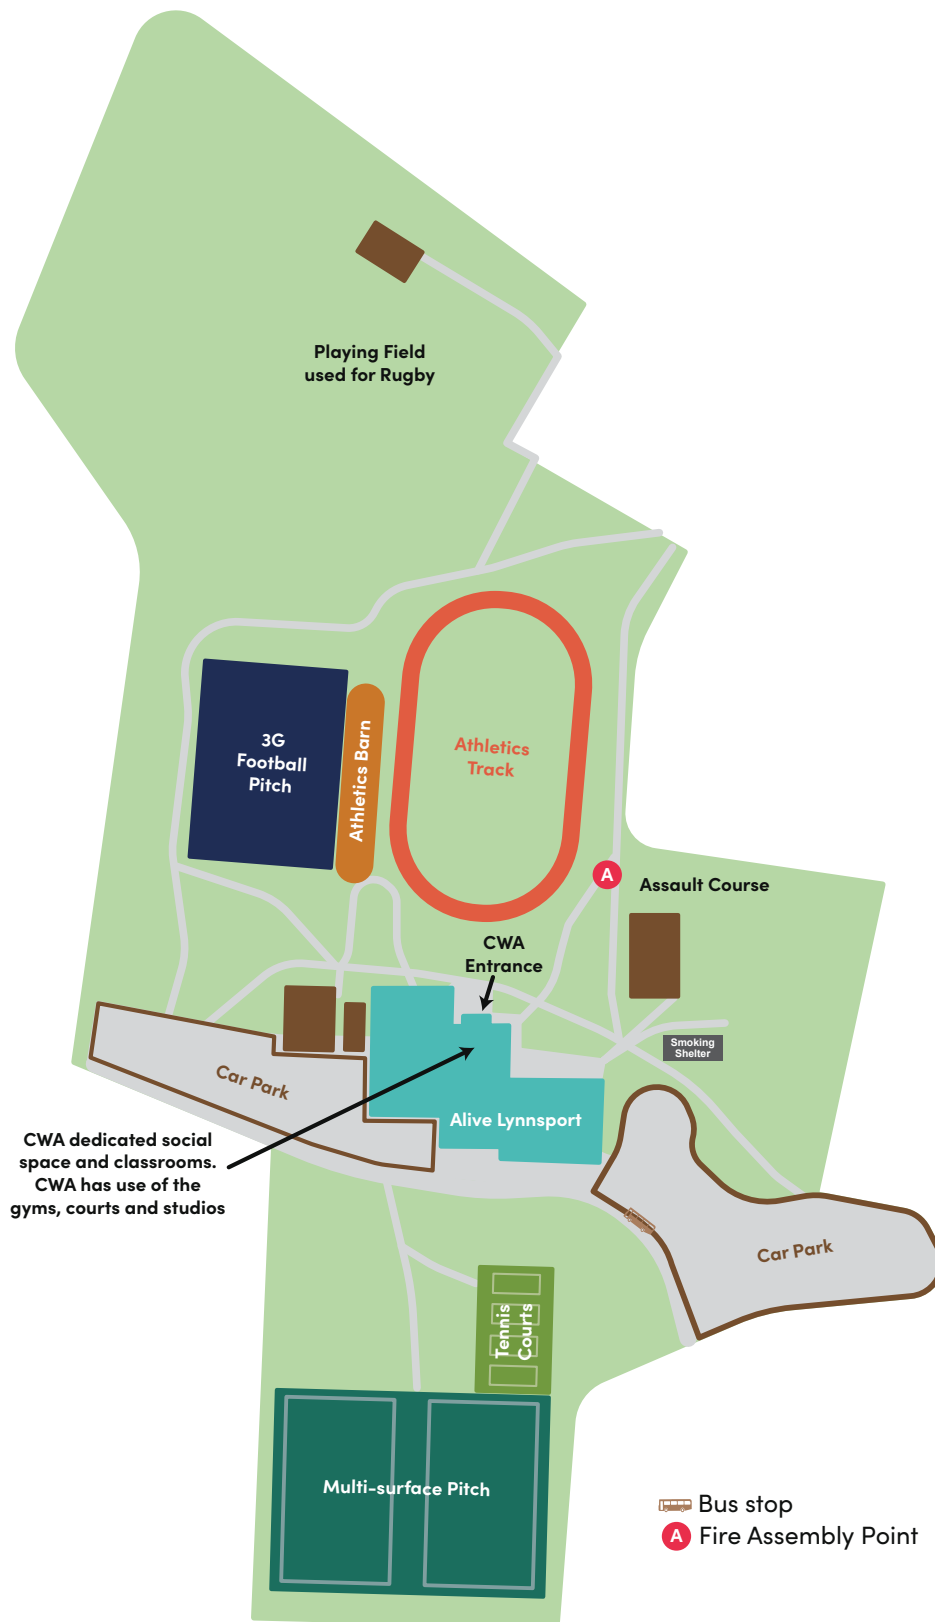 Playing Field
used for Rugby
3G
Football
Pitch
Athletics Barn
Athletics
Track
A
Assault Course
CWA
Entrance
Smoking
Shelter
Car Park
Alive Lynnsport
CWA dedicated social
space and classrooms.
CWA has use of the
gyms, courts and studios
Car Park
Tennis
Courts
Multi-surface Pitch
Bus stop
A Fire Assembly Point